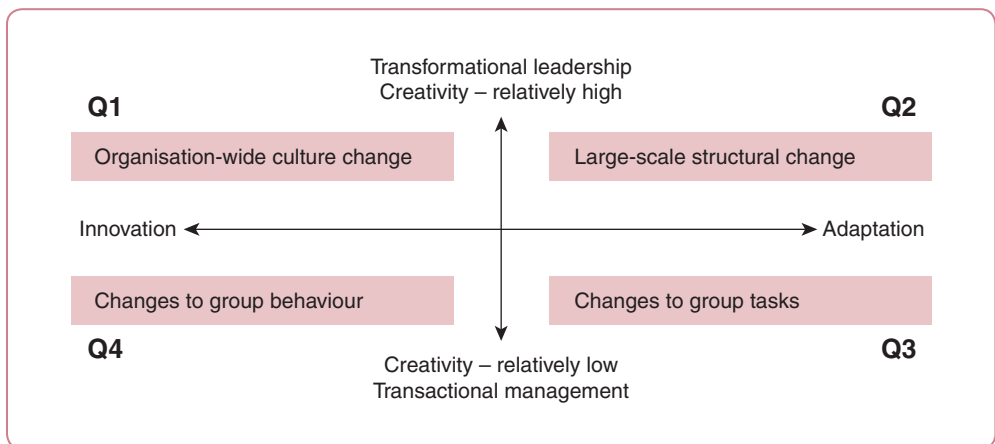 Transformational leadership
Creativity – relatively high
Q1
Q2
Organisation-wide culture change
Large-scale structural change
Innovation
Adaptation
Changes to group behaviour
Changes to group tasks
Q4
Q3
Creativity – relatively low
Transactional management